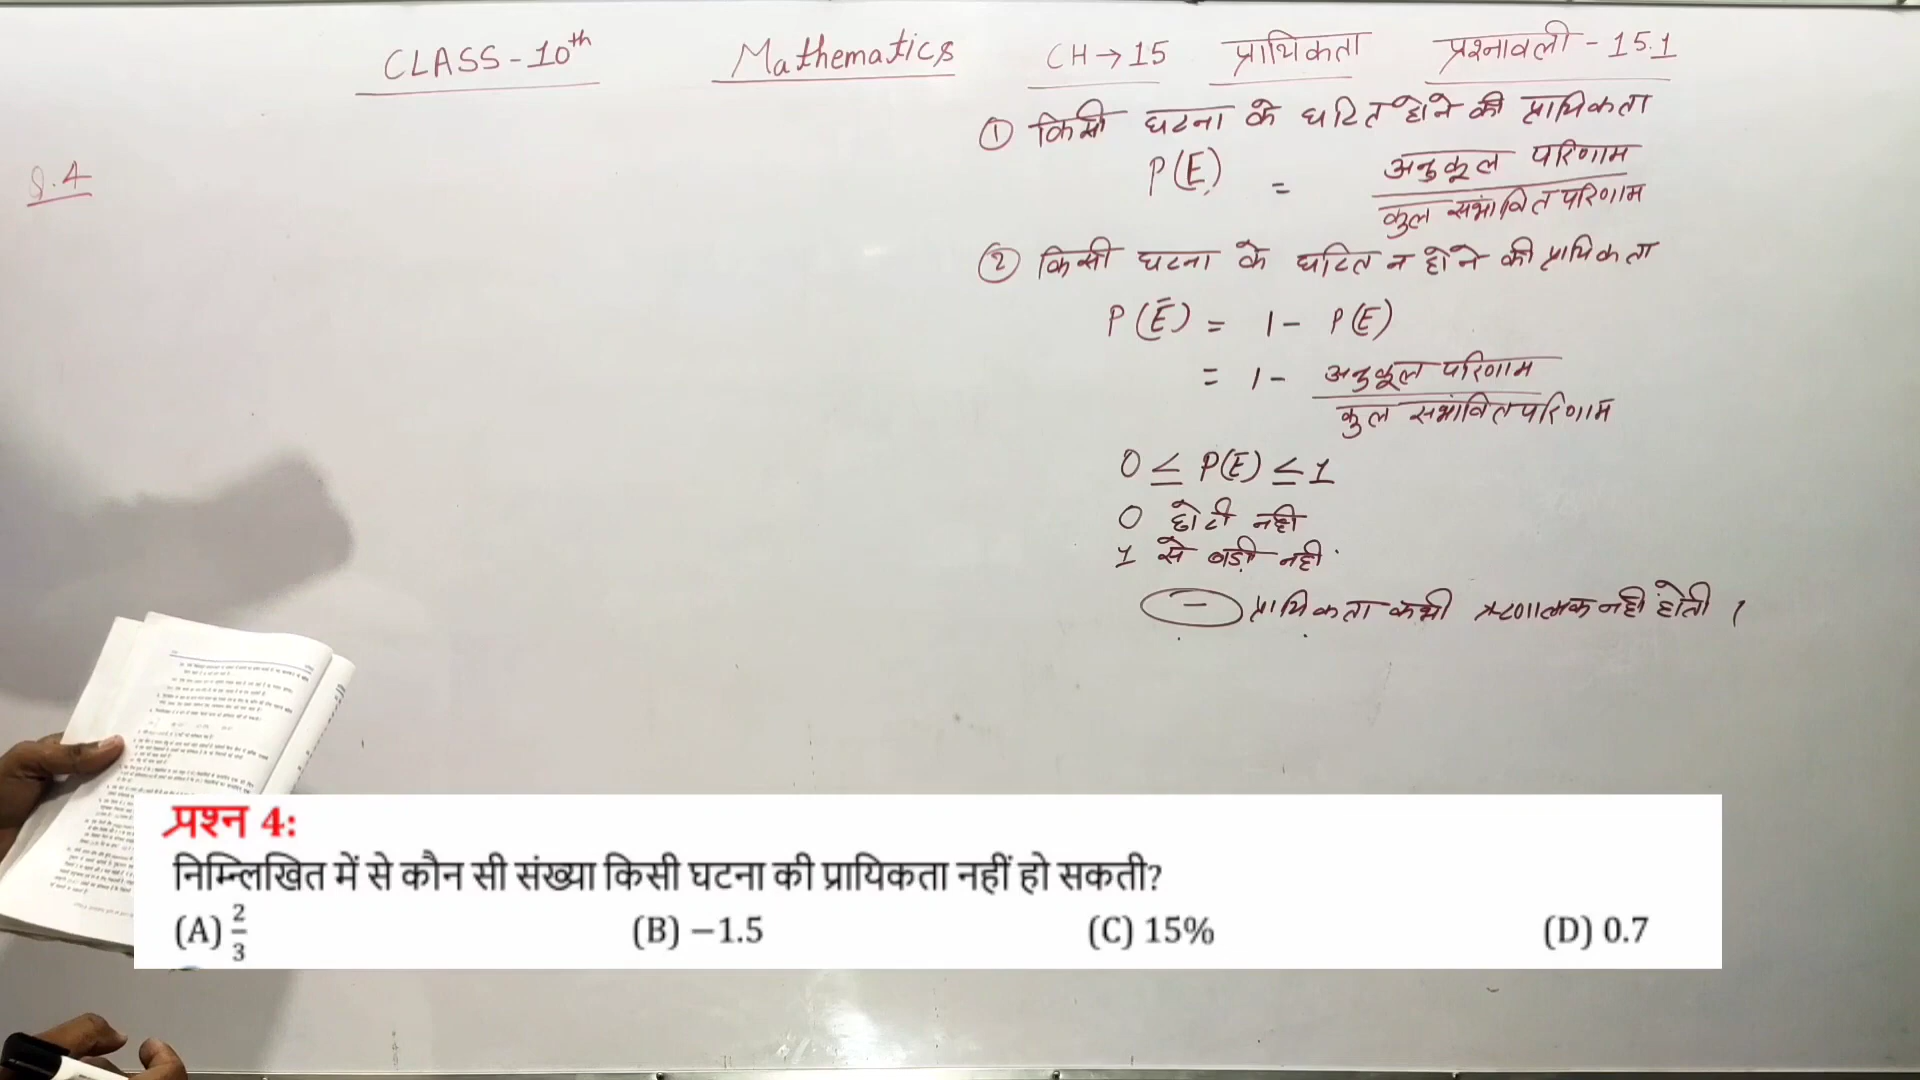 CLASS-10th Mathematics CH→15 प्रायिकता प्रश्नावली-15.1
Q.4
① किसी घटना के घटित होने की प्रायिकता
P(E) = अनुकूल परिणाम / कुल संभावित परिणाम
② किसी घटना के घटित न होने की प्रायिकता
P(Ē) = 1 - P(E)
= 1 - अनुकूल परिणाम / कुल संभावित परिणाम
0 ≤ P(E) ≤ 1
0 छोटी नही
1 से बड़ी नही
- प्रायिकता कभी ऋणात्मक नही होती।
प्रश्न 4:
निम्न्लिखित में से कौन सी संख्या किसी घटना की प्रायिकता नहीं हो सकती?
(A) 2/3 (B) −1.5 (C) 15% (D) 0.7